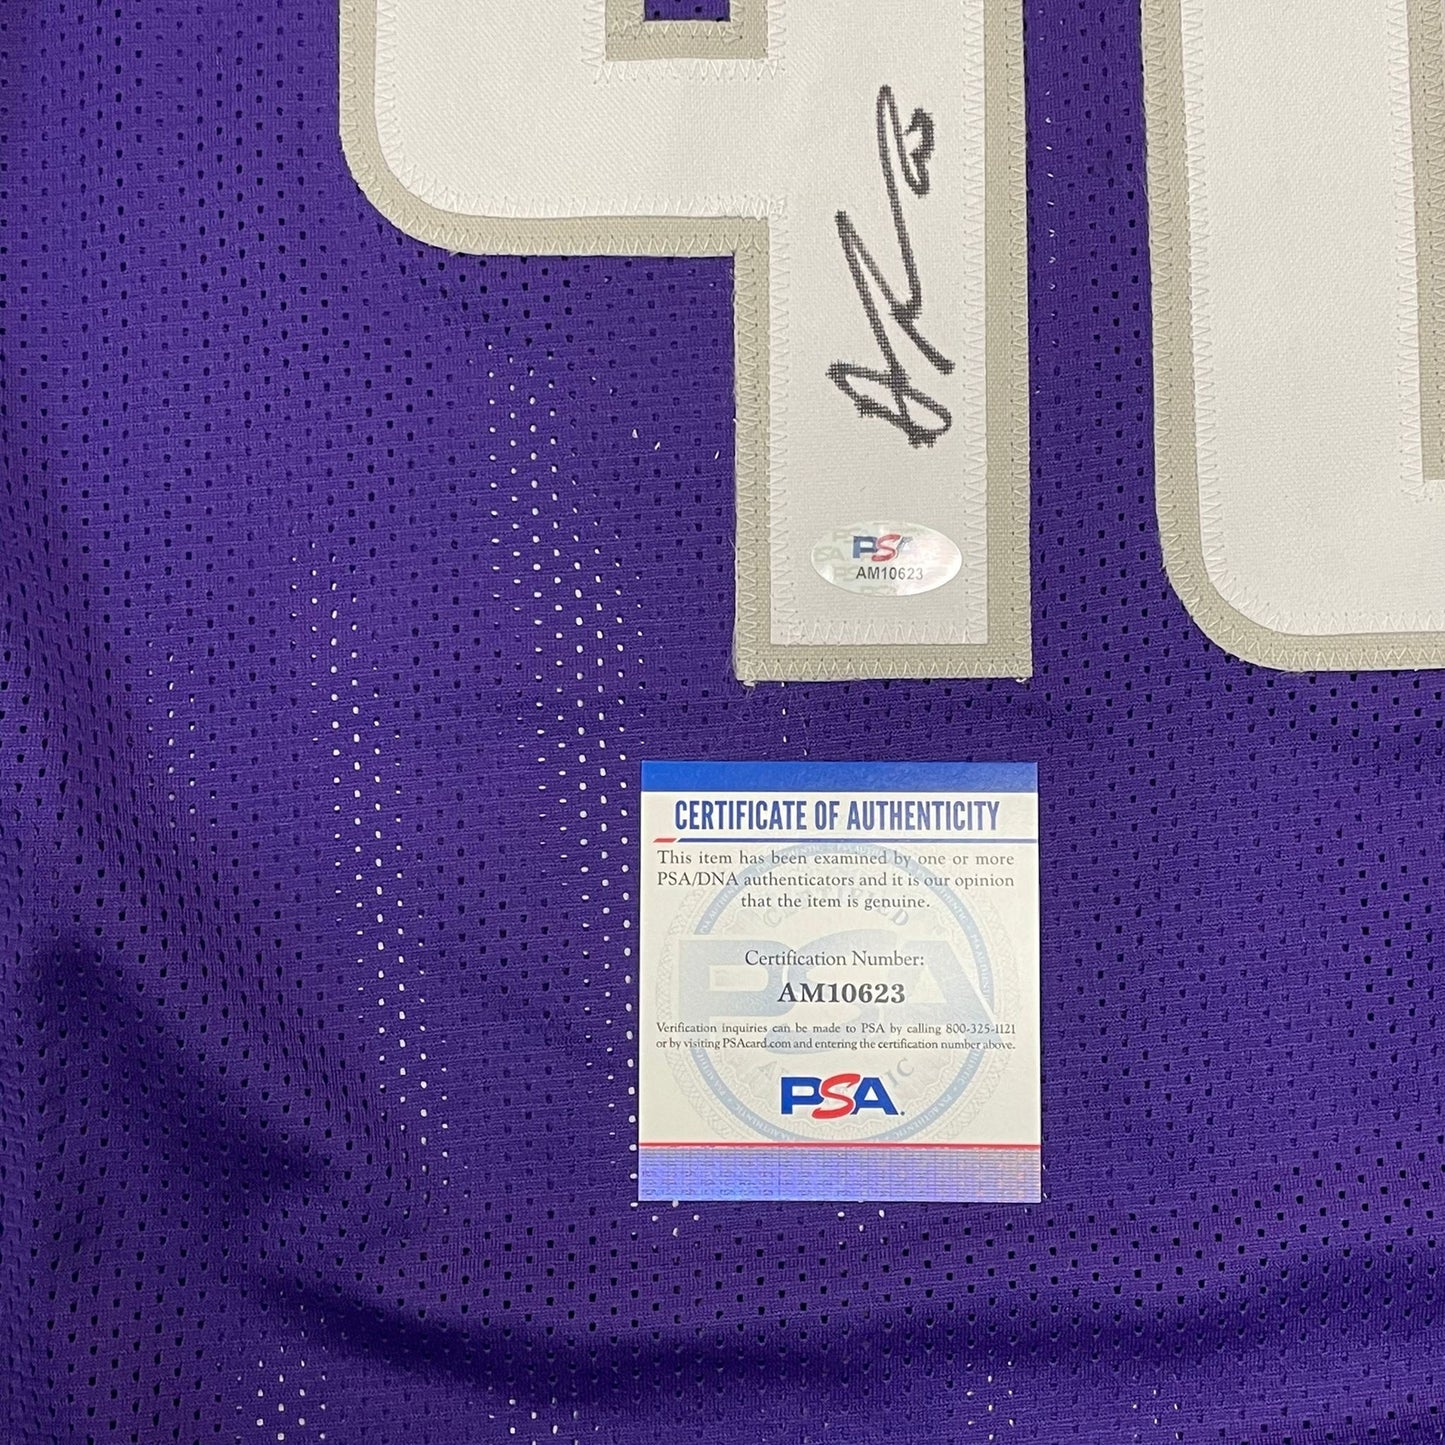 PSA
AM10623
CERTIFICATE OF AUTHENTICITY
This item has been examined by one or more
PSA/DNA authenticators and it is our opinion
that the item is genuine.
Certification Number:
AM10623
Verification inquiries can be made to PSA by calling 800-325-1121
or by visiting PSAcard.com and entering the certification number above.
PSA